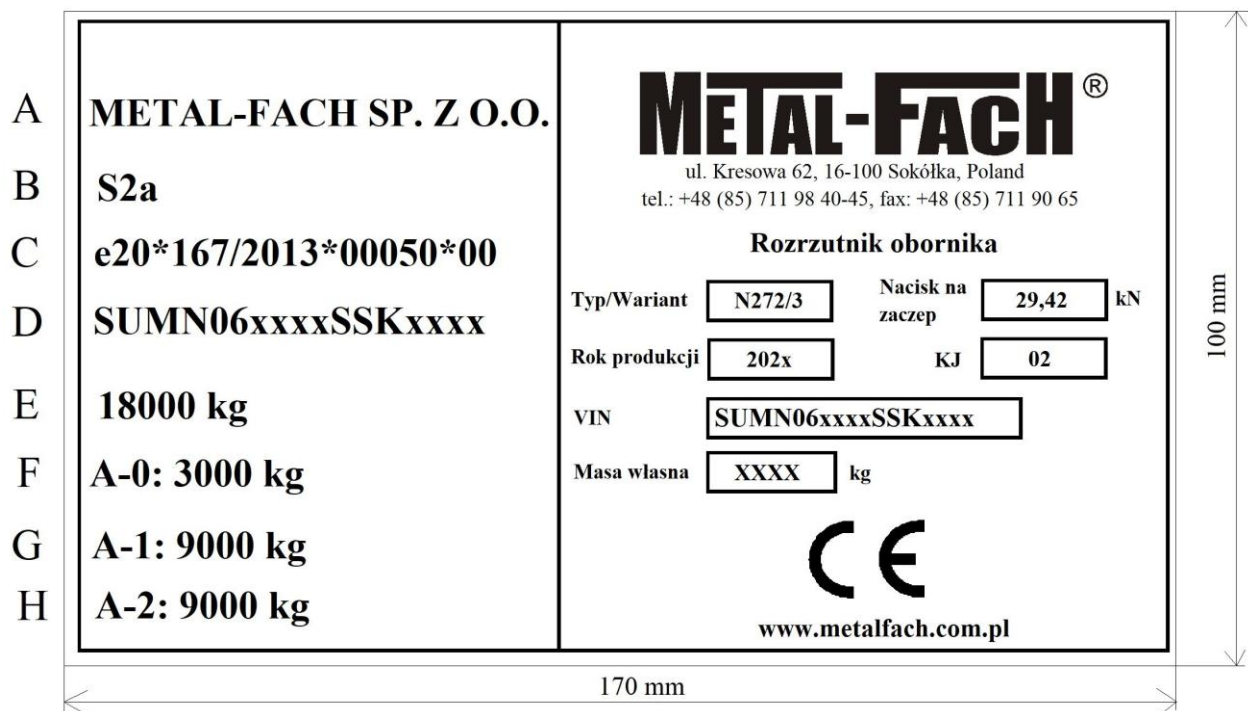 A METAL-FACH SP. Z O.O.
B S2a
C e20*167/2013*00050*00
D SUMN06xxxxSSKxxxx
E 18000 kg
F A-0: 3000 kg
G A-1: 9000 kg
H A-2: 9000 kg
METAL-FACH®
ul. Kresowa 62, 16-100 Sokółka, Poland
tel.: +48 (85) 711 98 40-45, fax: +48 (85) 711 90 65
Rozrzutnik obornika
Typ/Wariant N272/3 Nacisk na zaczep 29,42 kN
Rok produkcji 202x KJ 02
VIN SUMN06xxxxSSKxxxx
Masa własna XXXX kg
CE
www.metalfach.com.pl
100 mm
170 mm